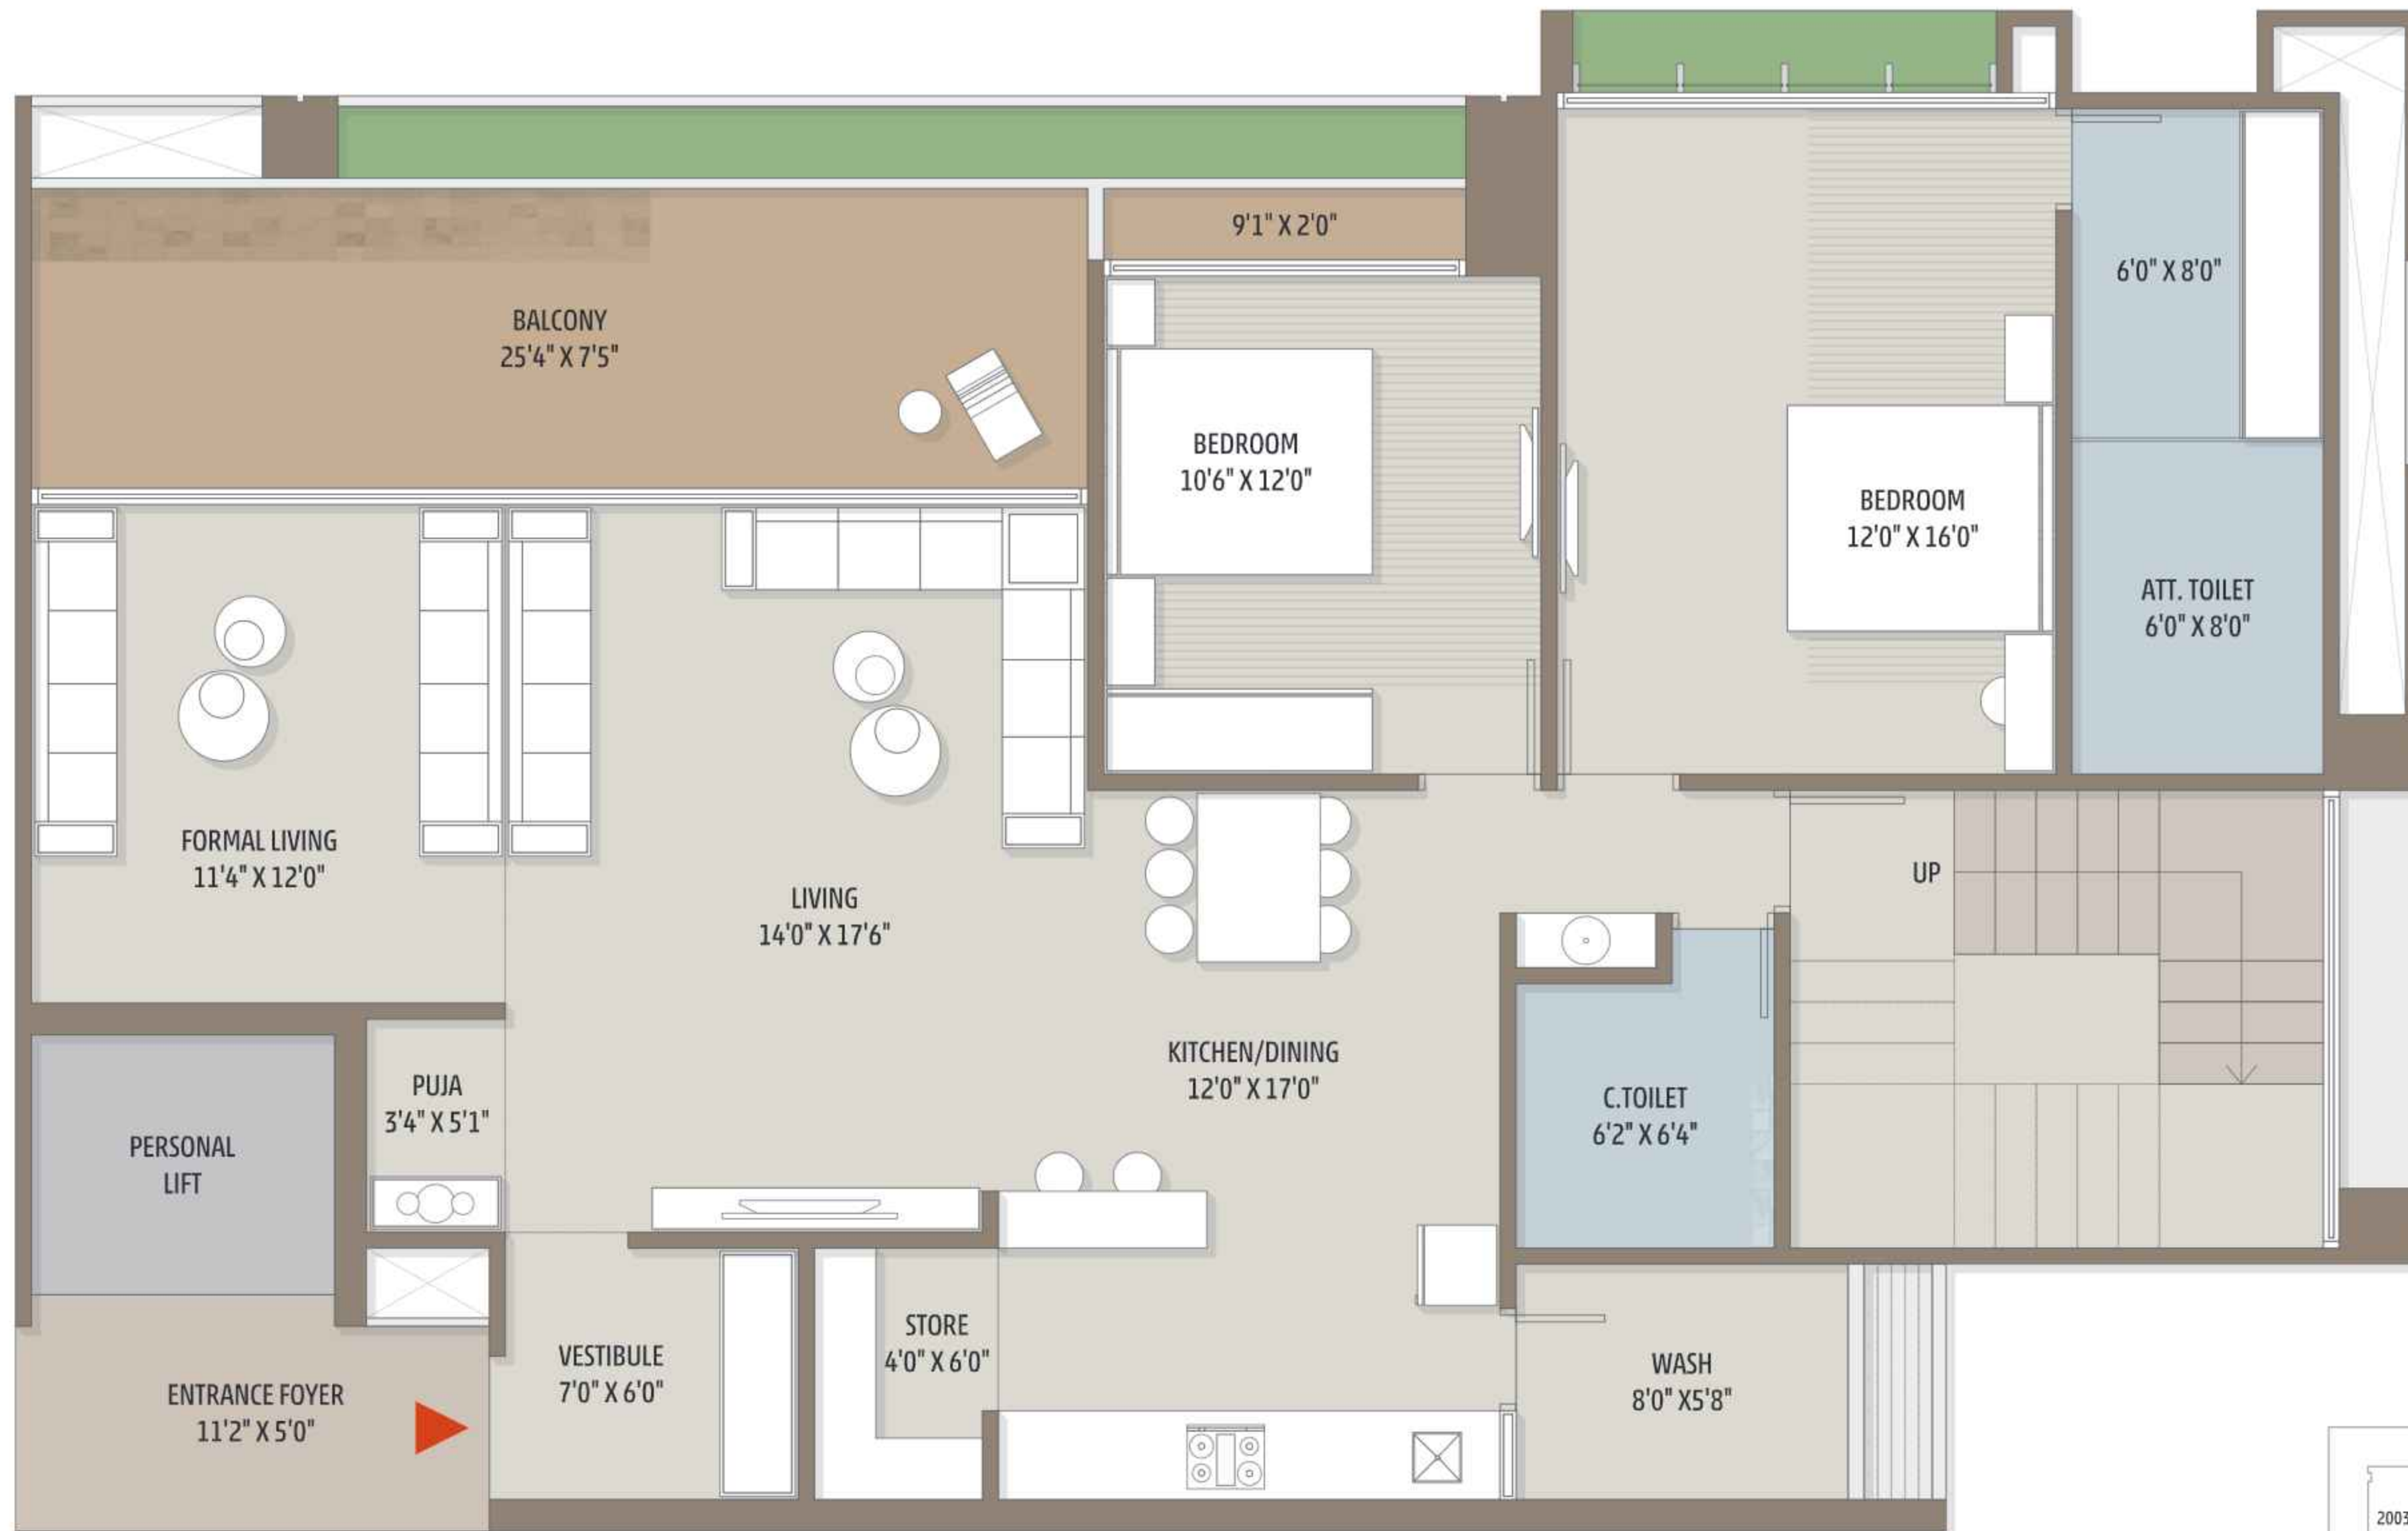 9'1" X 2'0"
6'0" X 8'0"
BALCONY
25'4" X 7'5"
BEDROOM
10'6" X 12'0"
BEDROOM
12'0" X 16'0"
ATT. TOILET
6'0" X 8'0"
FORMAL LIVING
11'4" X 12'0"
LIVING
14'0" X 17'6"
UP
KITCHEN/DINING
12'0" X 17'0"
PUJA
3'4" X 5'1"
C.TOILET
6'2" X 6'4"
PERSONAL
LIFT
STORE
4'0" X 6'0"
VESTIBULE
7'0" X 6'0"
WASH
8'0" X5'8"
ENTRANCE FOYER
11'2" X 5'0"
2003